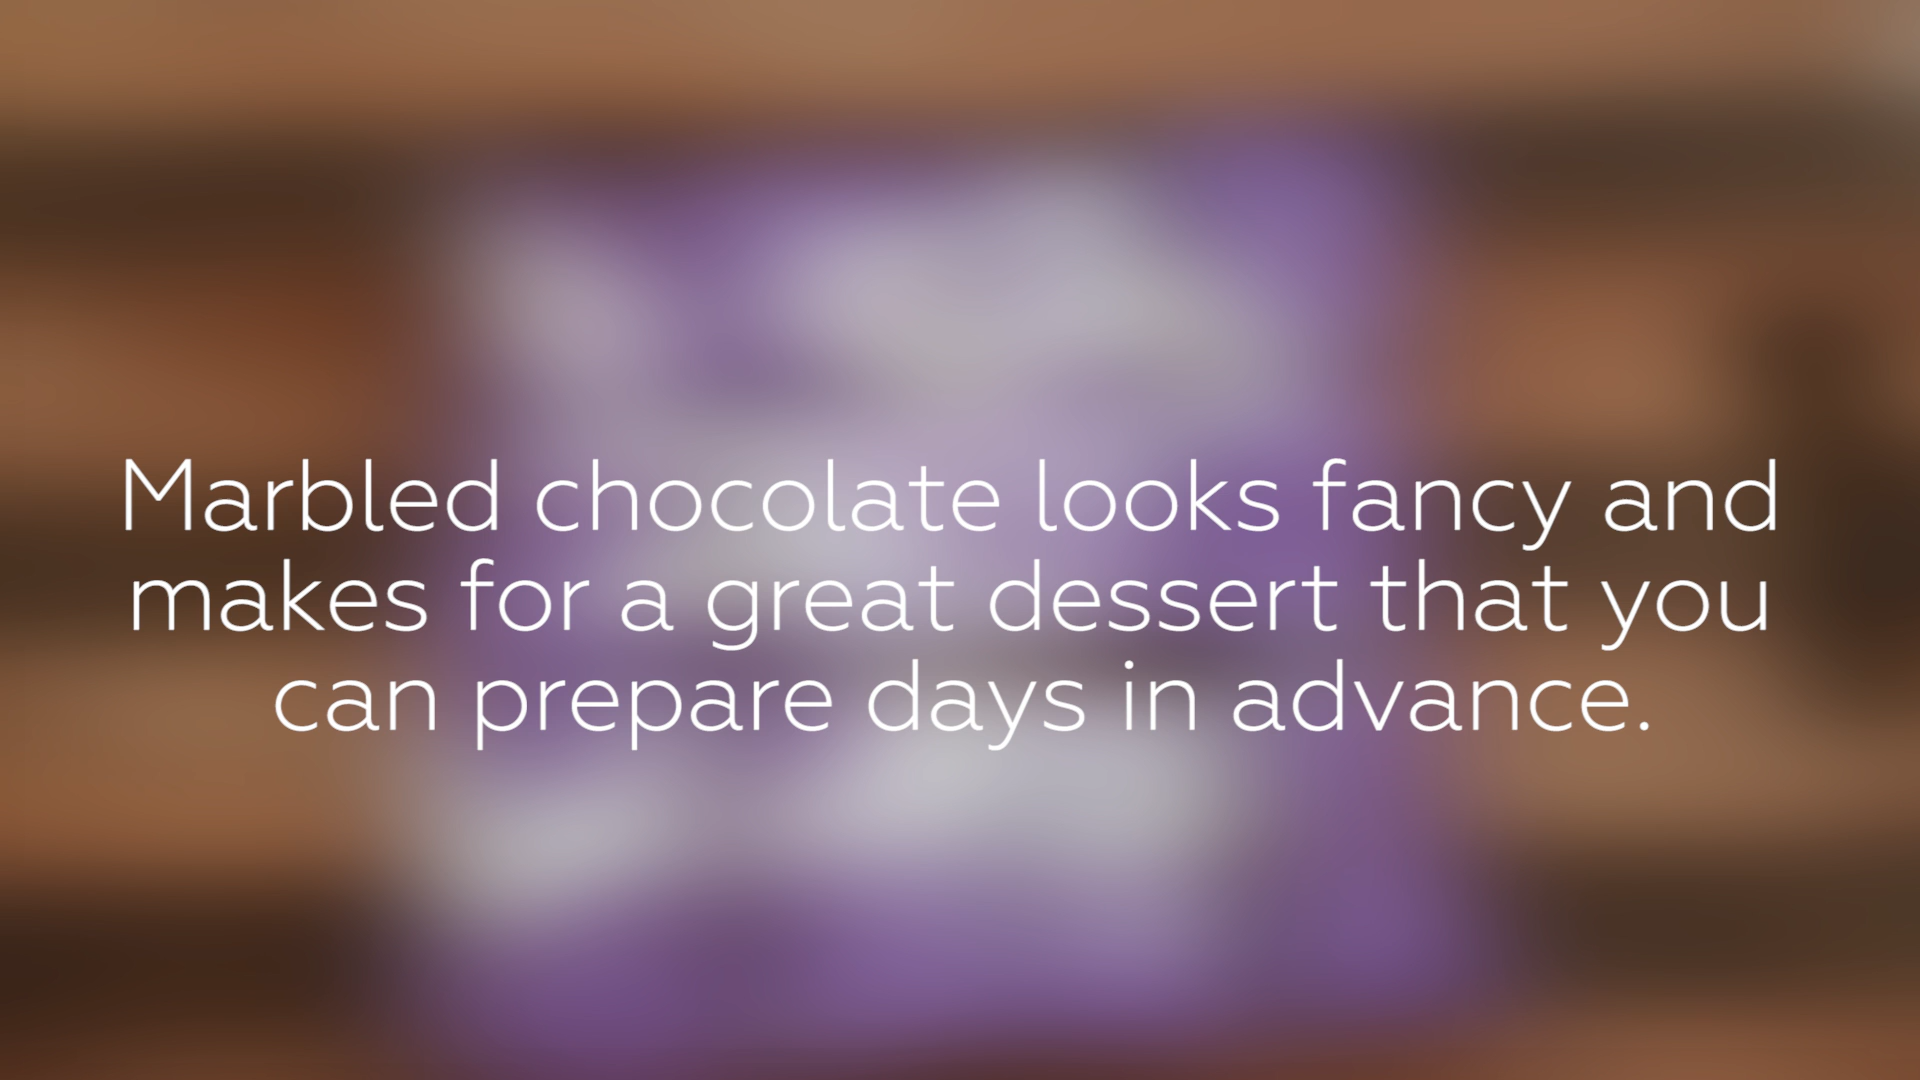 Marbled chocolate looks fancy and
makes for a great dessert that you
can prepare days in advance.